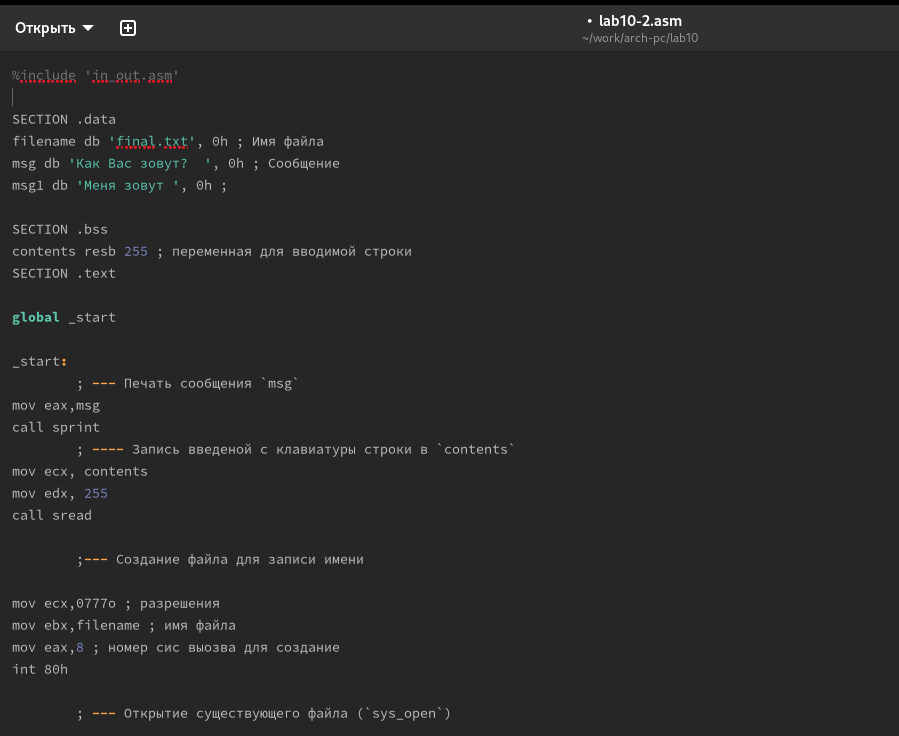 Открыть
• lab10-2.asm
~/work/arch-pc/lab10
%include 'in_out.asm'
SECTION .data
filename db 'final.txt', 0h ; Имя файла
msg db 'Как Вас зовут?  ', 0h ; Сообщение
msg1 db 'Меня зовут ', 0h ;
SECTION .bss
contents resb 255 ; переменная для вводимой строки
SECTION .text
global _start
_start:
; --- Печать сообщения `msg`
mov eax,msg
call sprint
; ---- Запись введеной с клавиатуры строки в `contents`
mov ecx, contents
mov edx, 255
call sread
;--- Создание файла для записи имени
mov ecx,0777o ; разрешения
mov ebx,filename ; имя файла
mov eax,8 ; номер сис выозва для создание
int 80h
; --- Открытие существующего файла (`sys_open`)